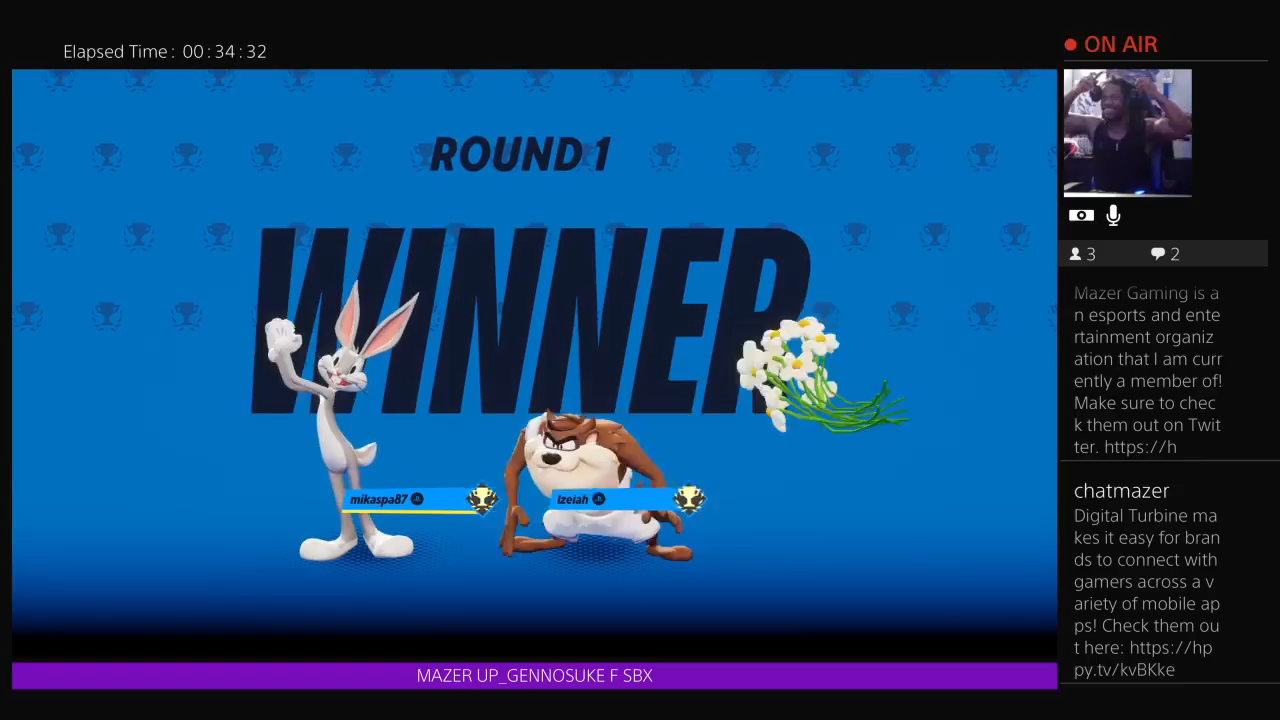 Elapsed Time : 00:34:32
ON AIR
ROUND 1
WINNER
mikaspa87
Izeiah
MAZER UP_GENNOSUKE F SBX
3
2
Mazer Gaming is a
n esports and ente
rtainment organiz
ation that I am curr
ently a member of!
Make sure to chec
k them out on Twit
ter. https://h
chatmazer
Digital Turbine ma
kes it easy for bran
ds to connect with
gamers across a v
ariety of mobile ap
ps! Check them ou
t here: https://hp
py.tv/kvBKke